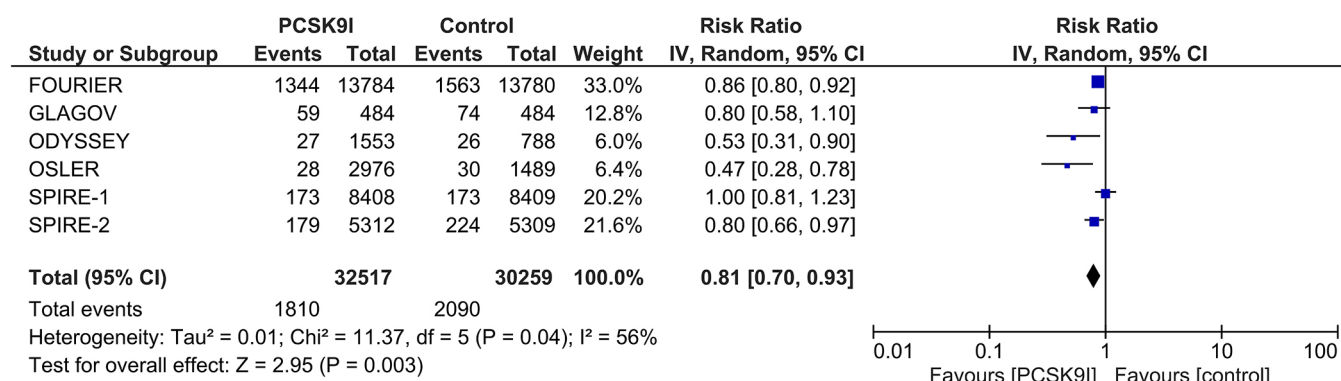 PCSK9I Control Risk Ratio Risk Ratio
Study or Subgroup Events Total Events Total Weight IV, Random, 95% CI IV, Random, 95% CI
FOURIER 1344 13784 1563 13780 33.0% 0.86 [0.80, 0.92]
GLAGOV 59 484 74 484 12.8% 0.80 [0.58, 1.10]
ODYSSEY 27 1553 26 788 6.0% 0.53 [0.31, 0.90]
OSLER 28 2976 30 1489 6.4% 0.47 [0.28, 0.78]
SPIRE-1 173 8408 173 8409 20.2% 1.00 [0.81, 1.23]
SPIRE-2 179 5312 224 5309 21.6% 0.80 [0.66, 0.97]
Total (95% CI) 32517 30259 100.0% 0.81 [0.70, 0.93]
Total events 1810 2090
Heterogeneity: Tau² = 0.01; Chi² = 11.37, df = 5 (P = 0.04); I² = 56%
Test for overall effect: Z = 2.95 (P = 0.003)
0.01 0.1 1 10 100
Favours [PCSK9I] Favours [control]